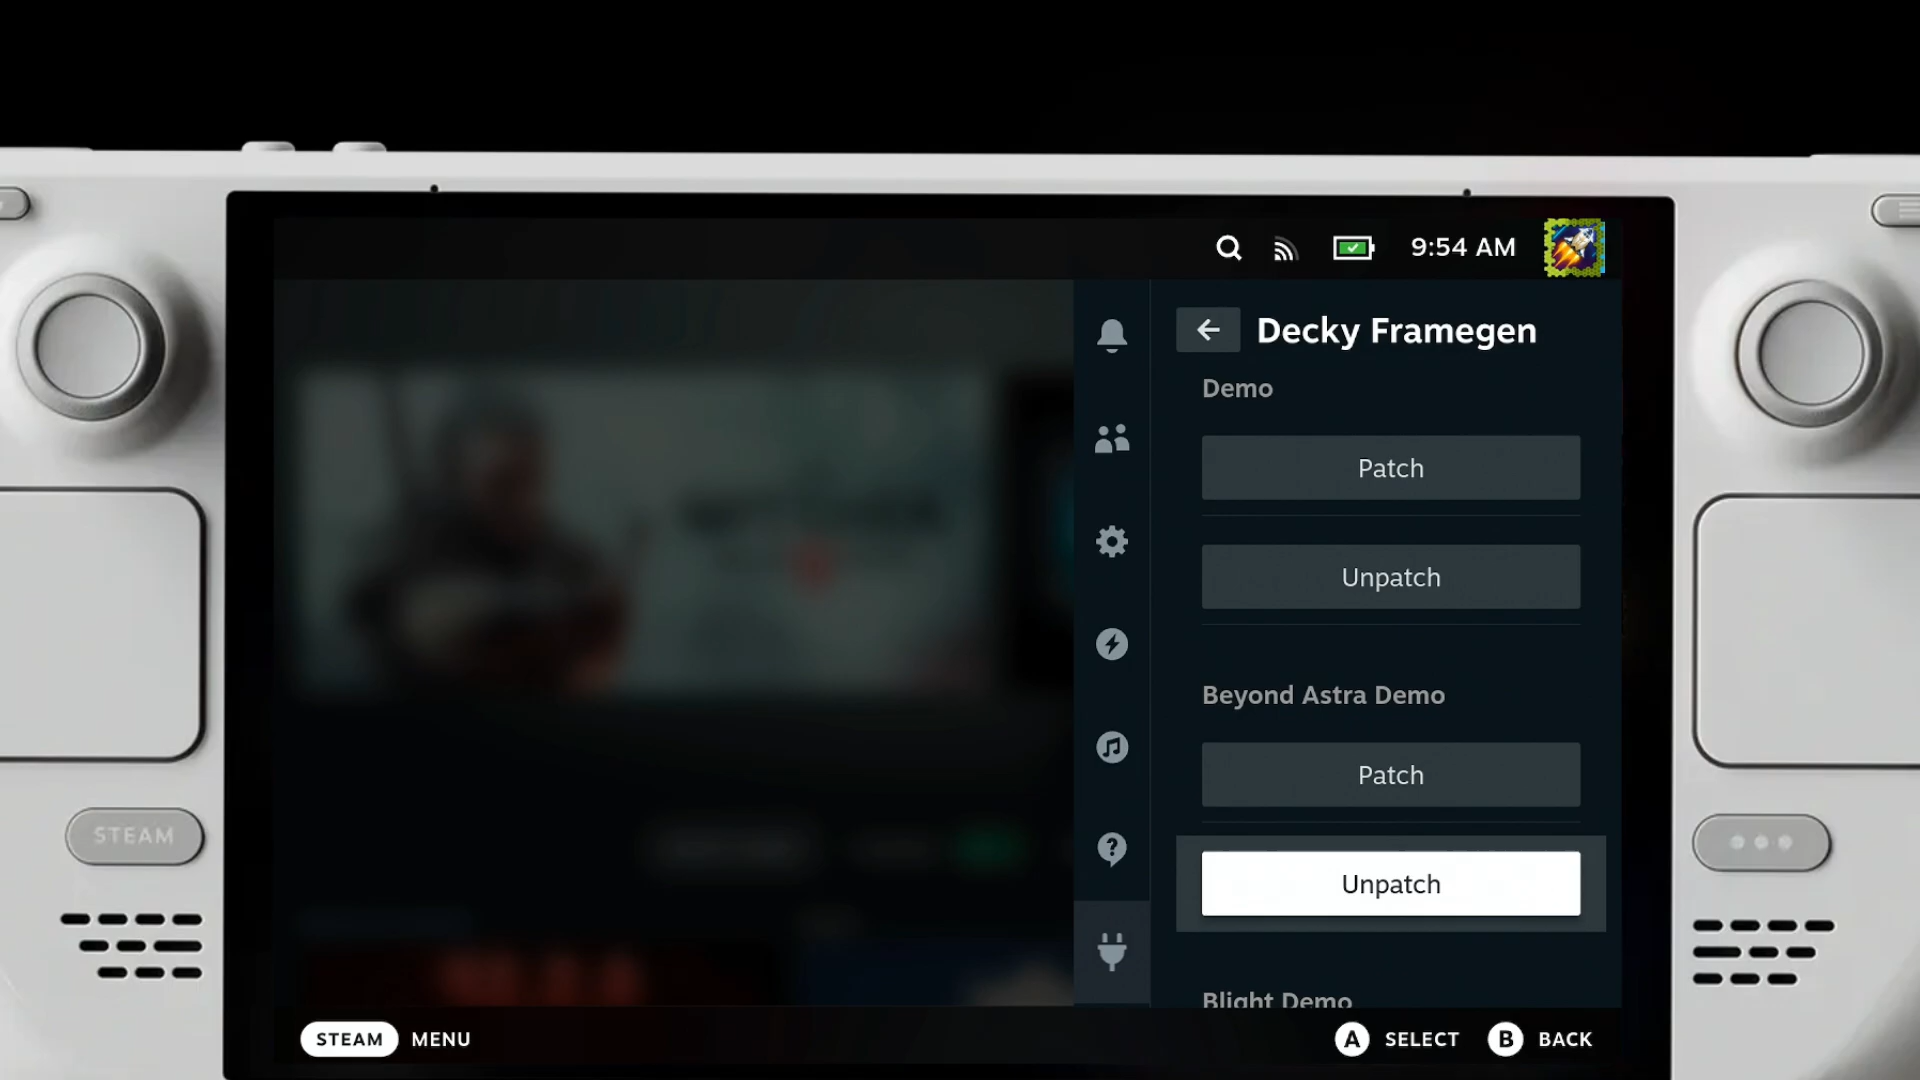 9:54 AM
Decky Framegen
Demo
Patch
Unpatch
Beyond Astra Demo
Patch
Unpatch
Blight Demo
STEAM
STEAM MENU
A SELECT B BACK